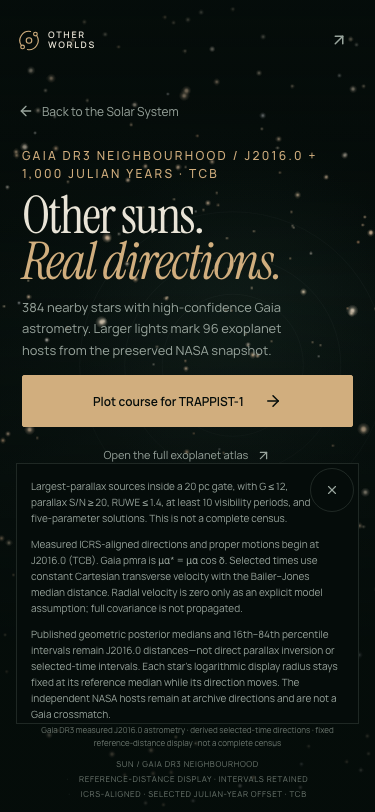 OTHER
WORLDS
Back to the Solar System
GAIA DR3 NEIGHBOURHOOD / J2016.0 +
1,000 JULIAN YEARS · TCB
Other suns.
Real directions.
384 nearby stars with high-confidence Gaia
astrometry. Larger lights mark 96 exoplanet
hosts from the preserved NASA snapshot.
Plot course for TRAPPIST-1
Open the full exoplanet atlas
Largest-parallax sources inside a 20 pc gate, with G ≤ 12,
parallax S/N ≥ 20, RUWE ≤ 1.4, at least 10 visibility periods, and
five-parameter solutions. This is not a complete census.
Measured ICRS-aligned directions and proper motions begin at
J2016.0 (TCB). Gaia pmra is μα* = μα cos δ. Selected times use
constant Cartesian transverse velocity with the Bailer–Jones
median distance. Radial velocity is zero only as an explicit model
assumption; full covariance is not propagated.
Published geometric posterior medians and 16th–84th percentile
intervals remain J2016.0 distances—not direct parallax inversion or
selected-time intervals. Each star's logarithmic display radius stays
fixed at its reference median while its direction moves. The
independent NASA hosts remain at archive directions and are not a
Gaia crossmatch.
Gaia DR3 measured J2016.0 astrometry · derived selected-time directions · fixed
reference-distance display · not a complete census
SUN / GAIA DR3 NEIGHBOURHOOD
REFERENCE-DISTANCE DISPLAY · INTERVALS RETAINED
ICRS-ALIGNED · SELECTED JULIAN-YEAR OFFSET · TCB